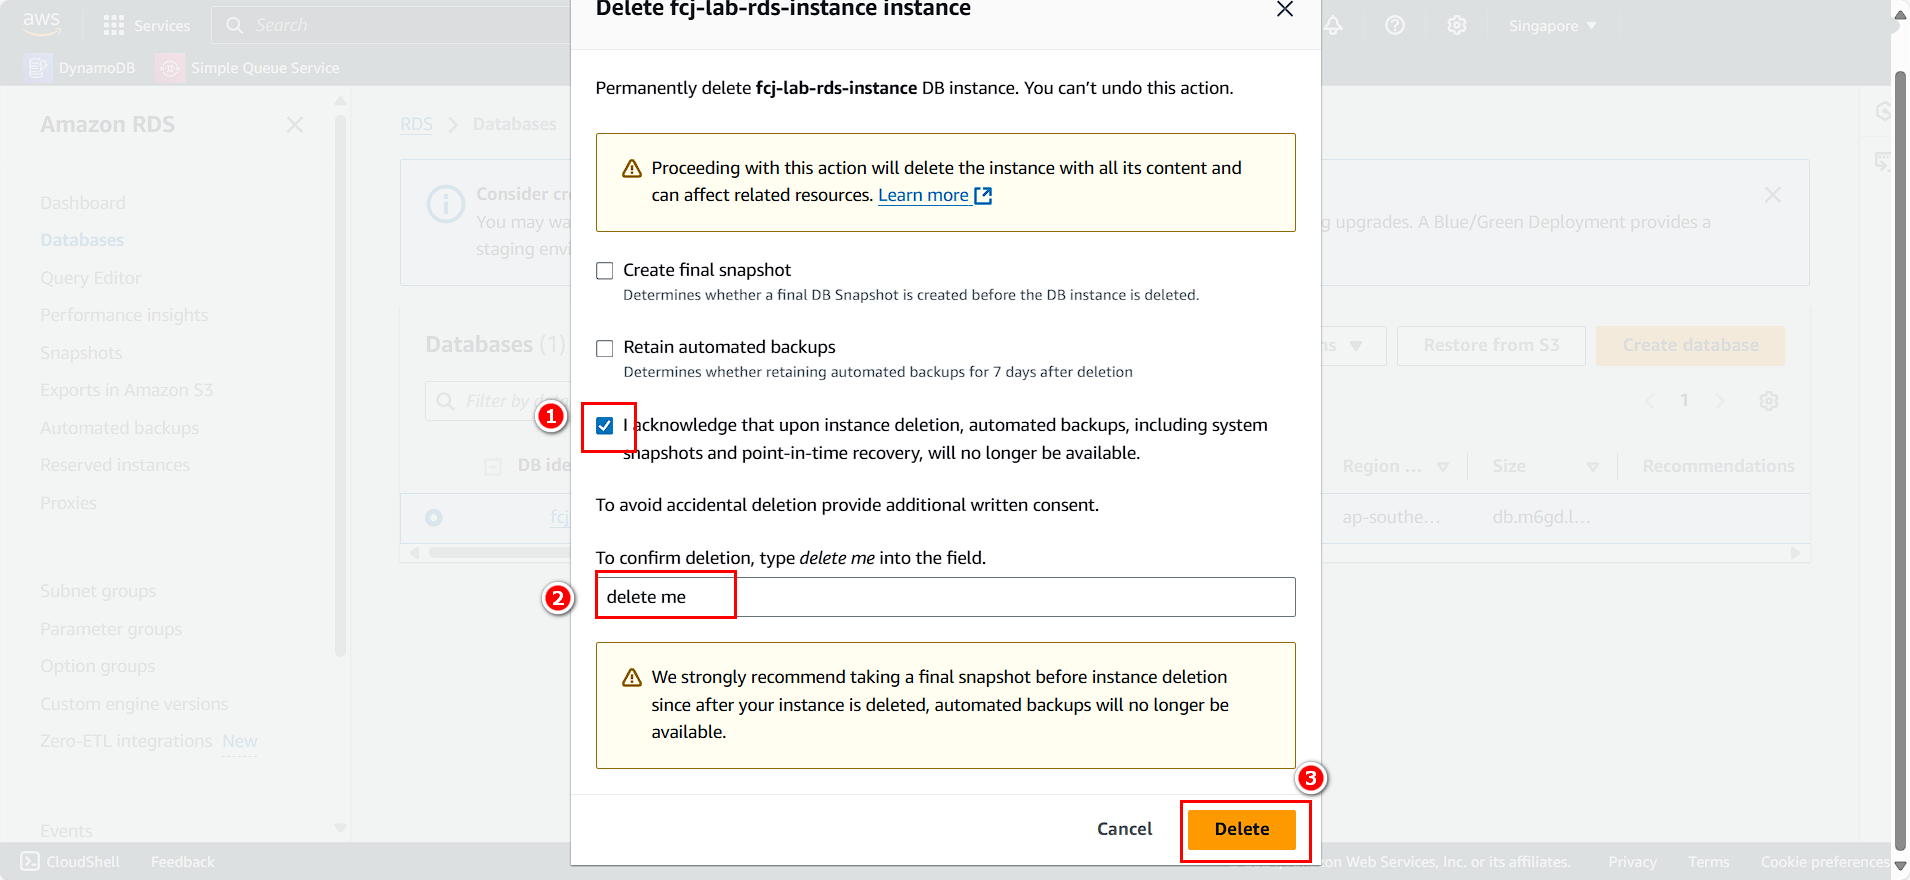 Delete fcj-lab-rds-instance instance
aws
Services
Search
Singapore
DynamoDB
Simple Queue Service
Amazon RDS
RDS
Databases
Permanently delete fcj-lab-rds-instance DB instance. You can't undo this action.
Proceeding with this action will delete the instance with all its content and
can affect related resources. Learn more
Consider
You may
staging
upgrades. A Blue/Green Deployment provides a
Dashboard
Databases
Query Editor
Performance insights
Snapshots
Exports in Amazon S3
Automated backups
Reserved instances
Proxies
Subnet groups
Parameter groups
Option groups
Custom engine versions
Zero-ETL integrations New
Events
Create final snapshot
Determines whether a final DB Snapshot is created before the DB instance is deleted.
Databases (1)
Restore from S3
Create database
Retain automated backups
Determines whether retaining automated backups for 7 days after deletion
Filter by
1
1
I acknowledge that upon instance deletion, automated backups, including system
snapshots and point-in-time recovery, will no longer be available.
DB
Region ...
Size
Recommendations
To avoid accidental deletion provide additional written consent.
fcj
ap-southe...
db.m6gd.l...
To confirm deletion, type delete me into the field.
2
delete me
We strongly recommend taking a final snapshot before instance deletion
since after your instance is deleted, automated backups will no longer be
available.
3
Cancel
Delete
CloudShell
Feedback
Web Services, Inc. or its affiliates.
Privacy
Terms
Cookie preferences